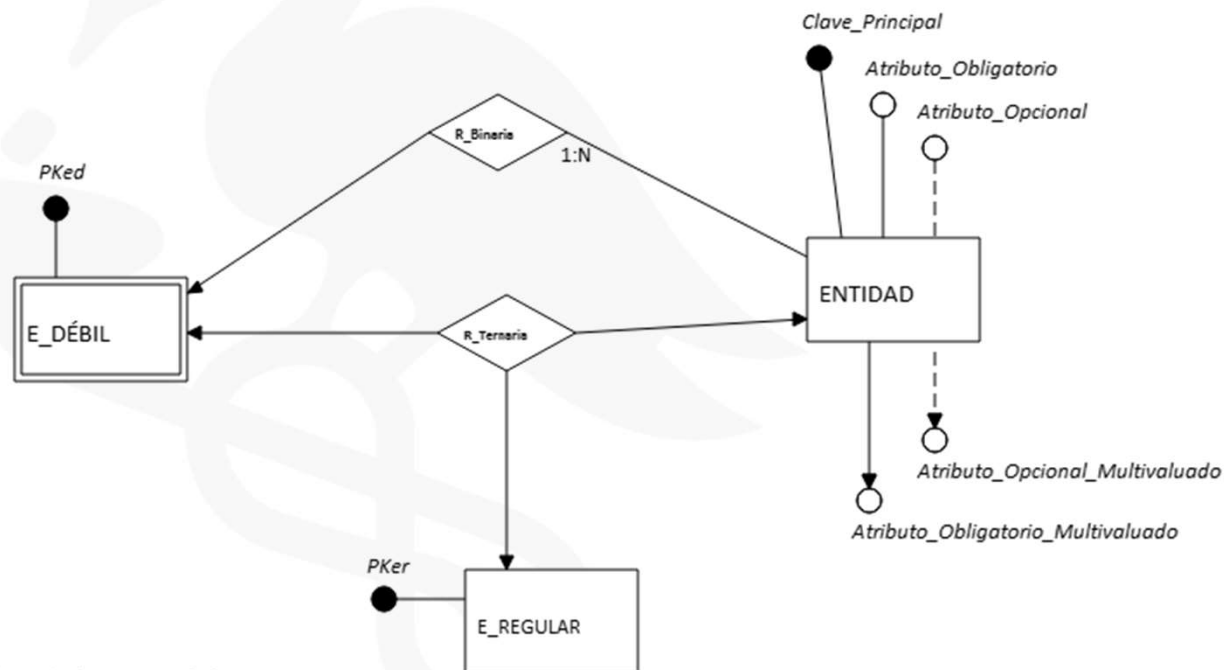 Clave_Principal
Atributo_Obligatorio
Atributo_Opcional
R_Binaria
1:N
PKed
E_DÉBIL
ENTIDAD
R_Ternaria
Atributo_Opcional_Multivaluado
Atributo_Obligatorio_Multivaluado
PKer
E_REGULAR